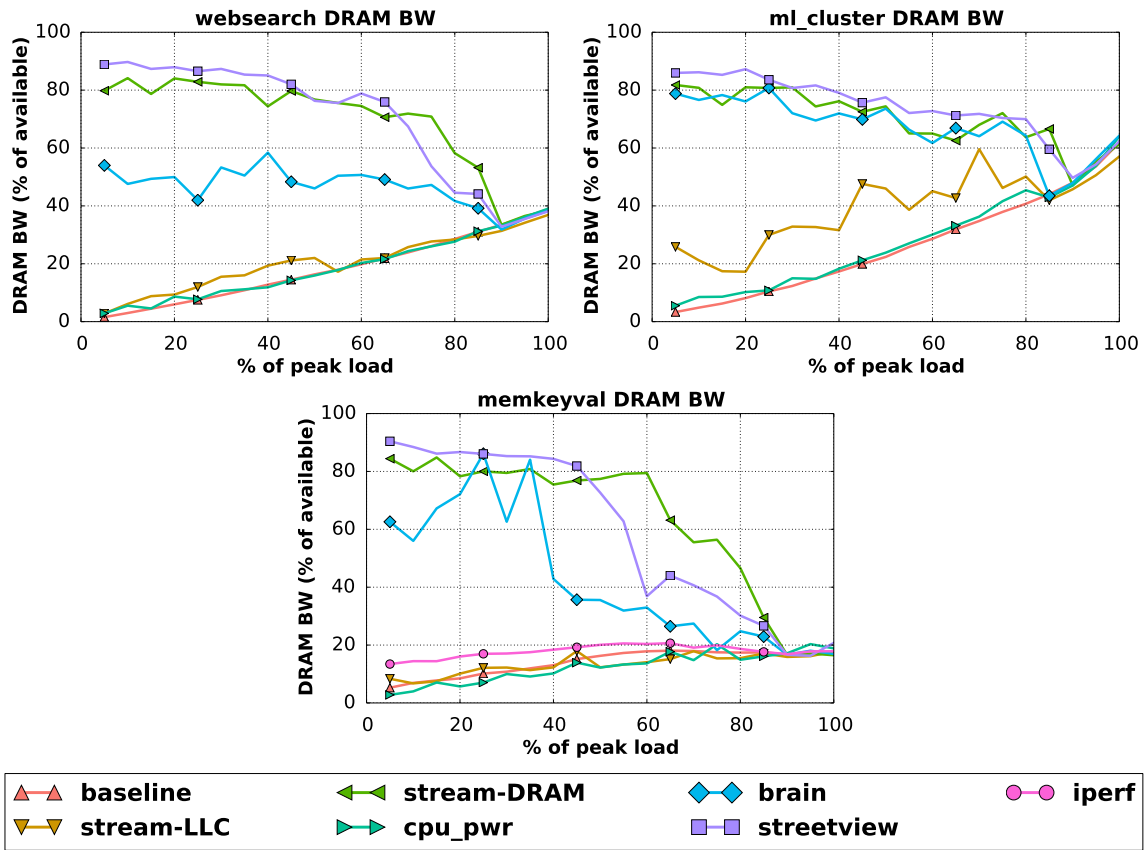 websearch DRAM BW
DRAM BW (% of available)
100
80
60
40
20
0
0 20 40 60 80 100
% of peak load
ml_cluster DRAM BW
DRAM BW (% of available)
100
80
60
40
20
0
0 20 40 60 80 100
% of peak load
memkeyval DRAM BW
DRAM BW (% of available)
100
80
60
40
20
0
0 20 40 60 80 100
% of peak load
baseline stream-DRAM brain iperf
stream-LLC cpu_pwr streetview